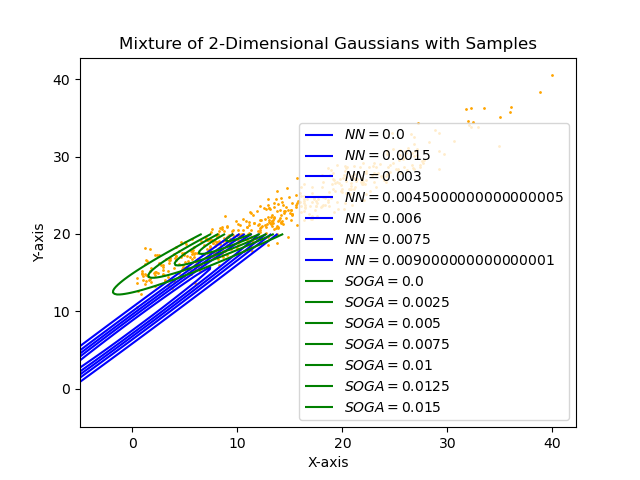 Mixture of 2-Dimensional Gaussians with Samples
Y-axis
40
30
20
10
0
NN = 0.0
NN = 0.0015
NN = 0.003
NN = 0.0045000000000000005
NN = 0.006
NN = 0.0075
NN = 0.009000000000000001
SOGA = 0.0
SOGA = 0.0025
SOGA = 0.005
SOGA = 0.0075
SOGA = 0.01
SOGA = 0.0125
SOGA = 0.015
0 10 20 30 40
X-axis